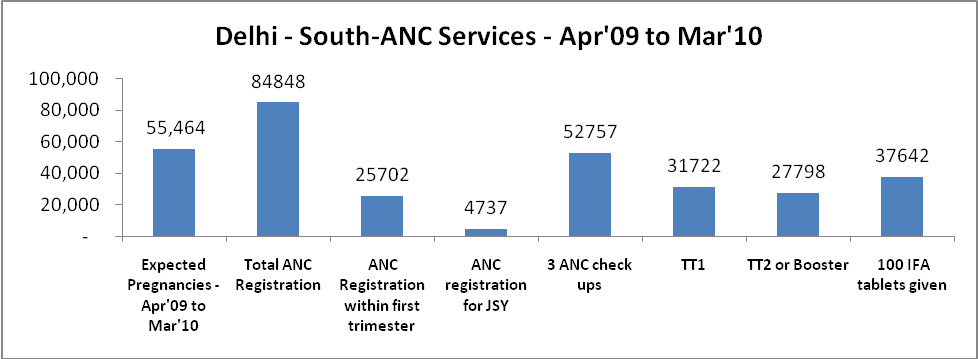 Delhi - South-ANC Services - Apr'09 to Mar'10
100,000
80,000
60,000
40,000
20,000
-
55,464
84848
25702
4737
52757
31722
27798
37642
Expected
Pregnancies -
Apr'09 to
Mar'10
Total ANC
Registration
ANC
Registration
within first
trimester
ANC
registration
for JSY
3 ANC check
ups
TT1
TT2 or Booster
100 IFA
tablets given